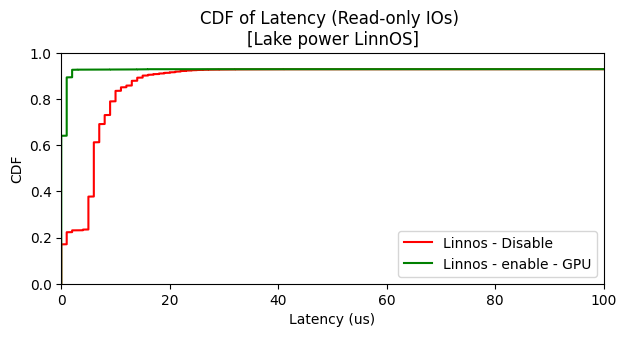 CDF of Latency (Read-only IOs)
[Lake power LinnOS]
1.0
0.8
0.6
0.4
0.2
0.0
CDF
0
20
40
60
80
100
Latency (us)
Linnos - Disable
Linnos - enable - GPU